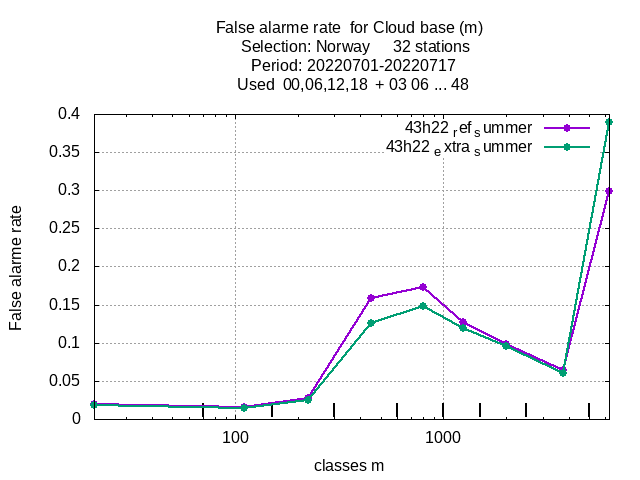 False alarme rate for Cloud base (m)
Selection: Norway 32 stations
Period: 20220701-20220717
Used 00,06,12,18 + 03 06 ... 48
43h22 ref summer
43h22 extra summer
0.4
0.35
0.3
0.25
0.2
0.15
0.1
0.05
0
False alarme rate
100 1000
classes m